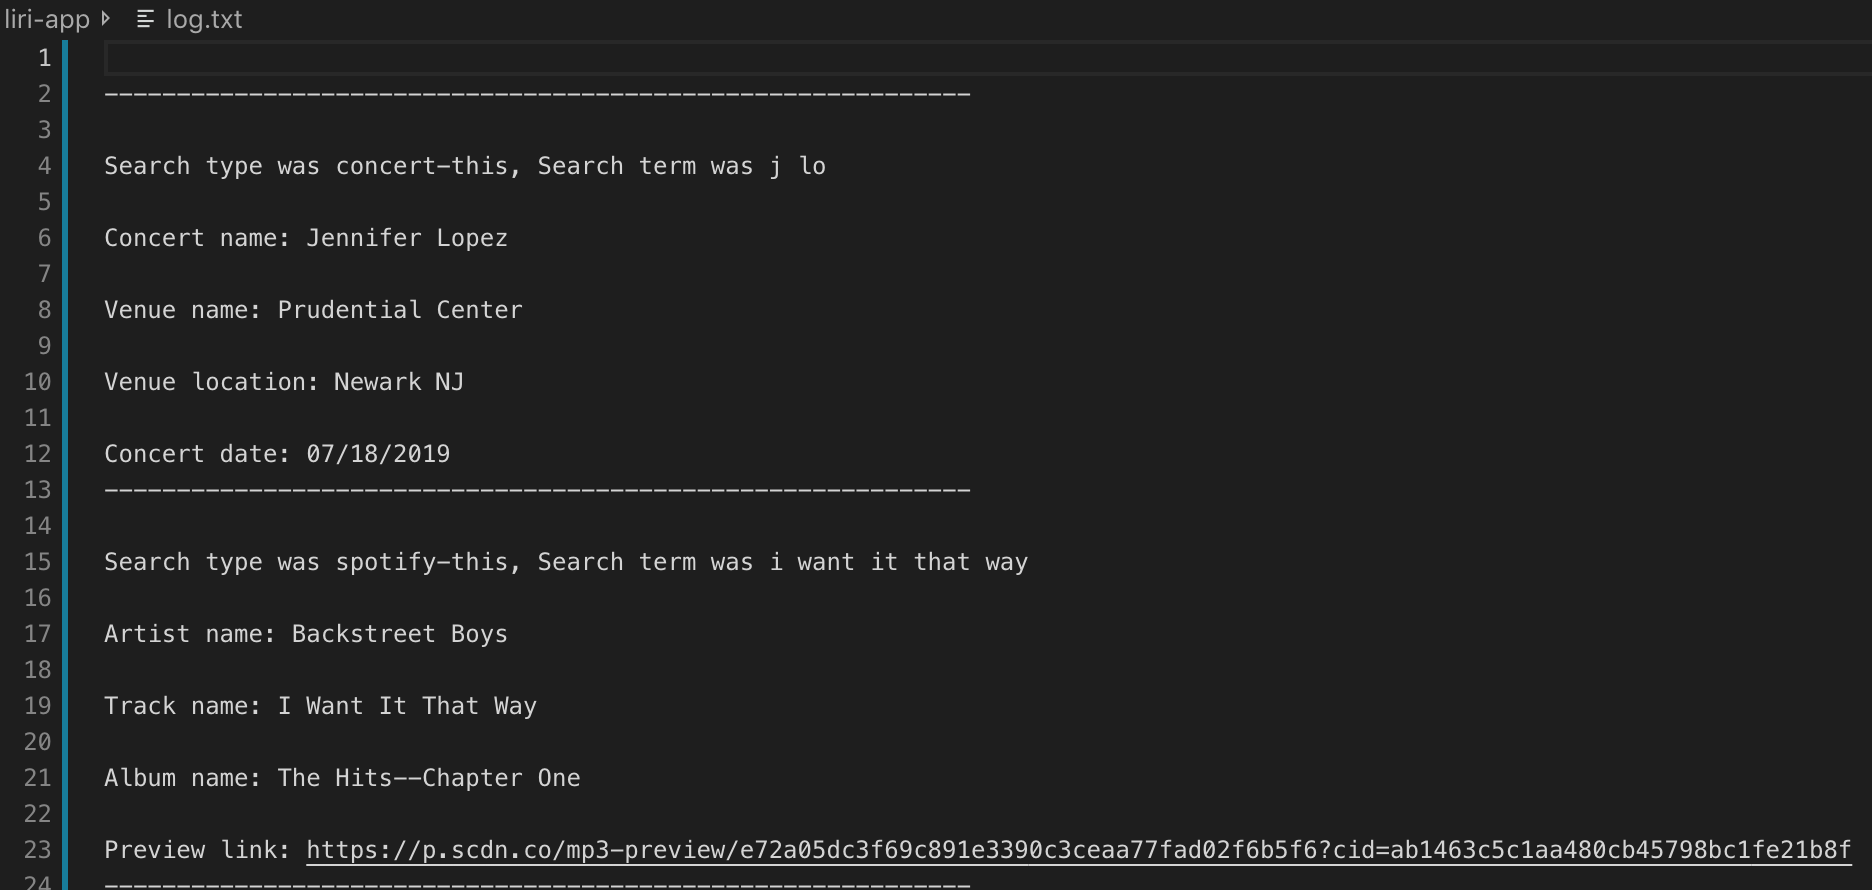 liri-app log.txt
1
2 ------------------------------------------------------------
3
4 Search type was concert-this, Search term was j lo
5
6 Concert name: Jennifer Lopez
7
8 Venue name: Prudential Center
9
10 Venue location: Newark NJ
11
12 Concert date: 07/18/2019
13 ------------------------------------------------------------
14
15 Search type was spotify-this, Search term was i want it that way
16
17 Artist name: Backstreet Boys
18
19 Track name: I Want It That Way
20
21 Album name: The Hits--Chapter One
22
23 Preview link: https://p.scdn.co/mp3-preview/e72a05dc3f69c891e3390c3ceaa77fad02f6b5f6?cid=ab1463c5c1aa480cb45798bc1fe21b8f
24 ------------------------------------------------------------